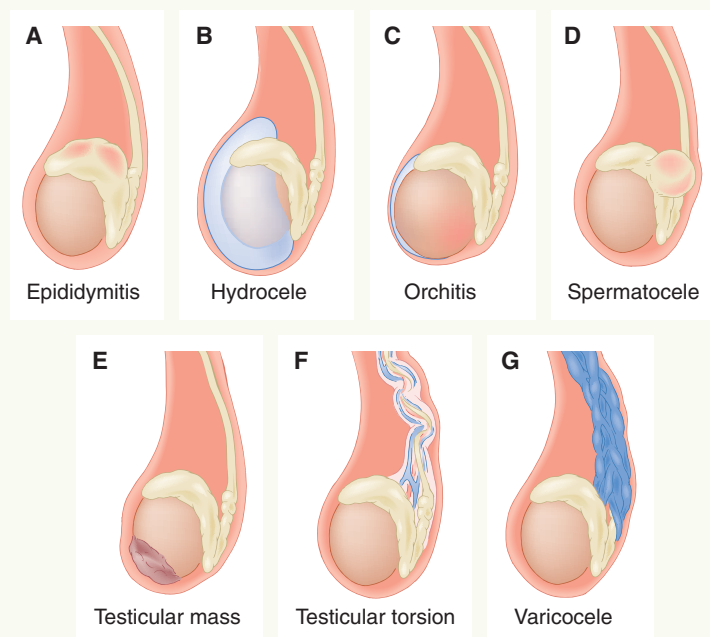 A
B
C
D
Epididymitis
Hydrocele
Orchitis
Spermatocele
E
F
G
Testicular mass
Testicular torsion
Varicocele